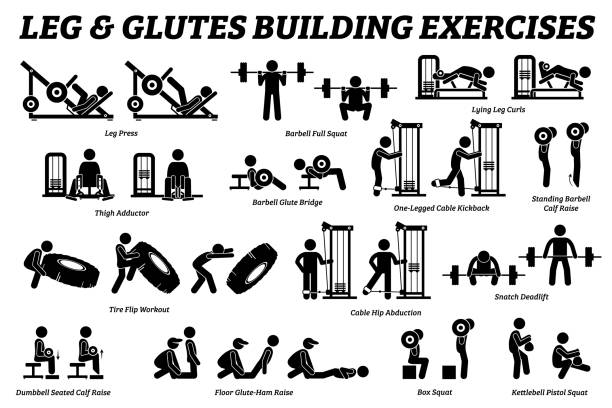 LEG & GLUTES BUILDING EXERCISES
Leg Press
Barbell Full Squat
Lying Leg Curls
Thigh Adductor
Barbell Glute Bridge
One-Legged Cable Kickback
Standing Barbell
Calf Raise
Tire Flip Workout
Cable Hip Abduction
Snatch Deadlift
Dumbbell Seated Calf Raise
Floor Glute-Ham Raise
Box Squat
Kettlebell Pistol Squat